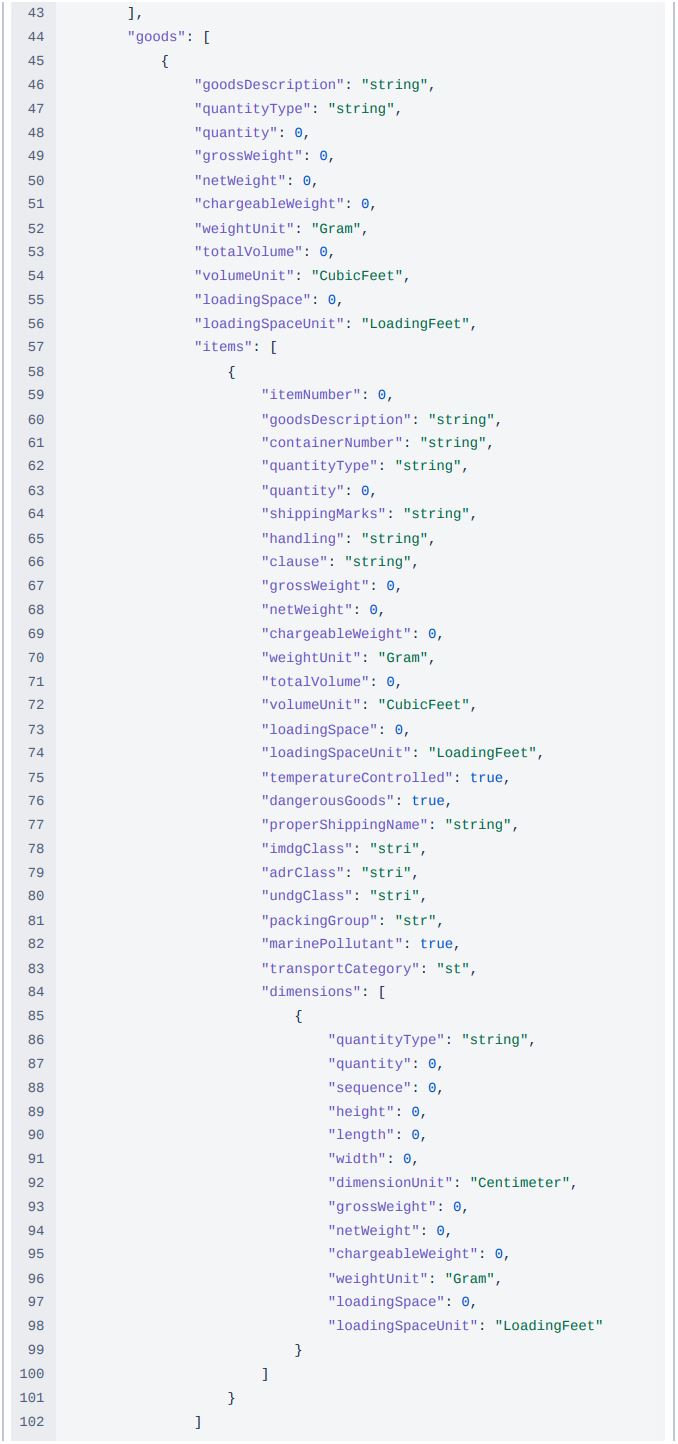 43 ],
44 "goods": [
45 {
46 "goodsDescription": "string",
47 "quantityType": "string",
48 "quantity": 0,
49 "grossWeight": 0,
50 "netWeight": 0,
51 "chargeableWeight": 0,
52 "weightUnit": "Gram",
53 "totalVolume": 0,
54 "volumeUnit": "CubicFeet",
55 "loadingSpace": 0,
56 "loadingSpaceUnit": "LoadingFeet",
57 "items": [
58 {
59 "itemNumber": 0,
60 "goodsDescription": "string",
61 "containerNumber": "string",
62 "quantityType": "string",
63 "quantity": 0,
64 "shippingMarks": "string",
65 "handling": "string",
66 "clause": "string",
67 "grossWeight": 0,
68 "netWeight": 0,
69 "chargeableWeight": 0,
70 "weightUnit": "Gram",
71 "totalVolume": 0,
72 "volumeUnit": "CubicFeet",
73 "loadingSpace": 0,
74 "loadingSpaceUnit": "LoadingFeet",
75 "temperatureControlled": true,
76 "dangerousGoods": true,
77 "properShippingName": "string",
78 "imdgClass": "stri",
79 "adrClass": "stri",
80 "undgClass": "stri",
81 "packingGroup": "str",
82 "marinePollutant": true,
83 "transportCategory": "st",
84 "dimensions": [
85 {
86 "quantityType": "string",
87 "quantity": 0,
88 "sequence": 0,
89 "height": 0,
90 "length": 0,
91 "width": 0,
92 "dimensionUnit": "Centimeter",
93 "grossWeight": 0,
94 "netWeight": 0,
95 "chargeableWeight": 0,
96 "weightUnit": "Gram",
97 "loadingSpace": 0,
98 "loadingSpaceUnit": "LoadingFeet"
99 }
100 ]
101 }
102 ]